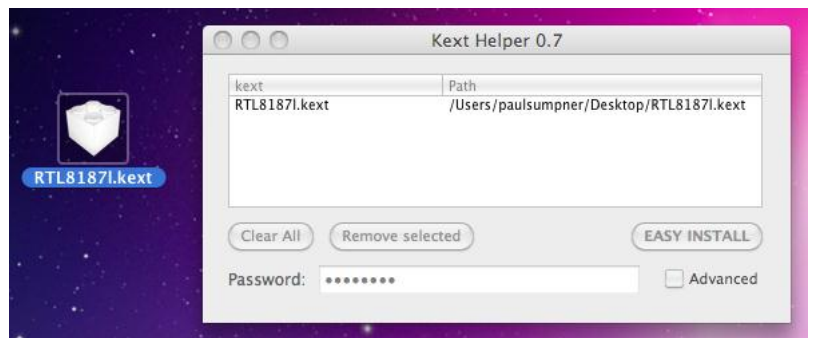 Kext Helper 0.7
kext Path
RTL8187l.kext /Users/paulsumpner/Desktop/RTL8187l.kext
RTL8187l.kext
Clear All Remove selected EASY INSTALL
Password: •••••••• Advanced